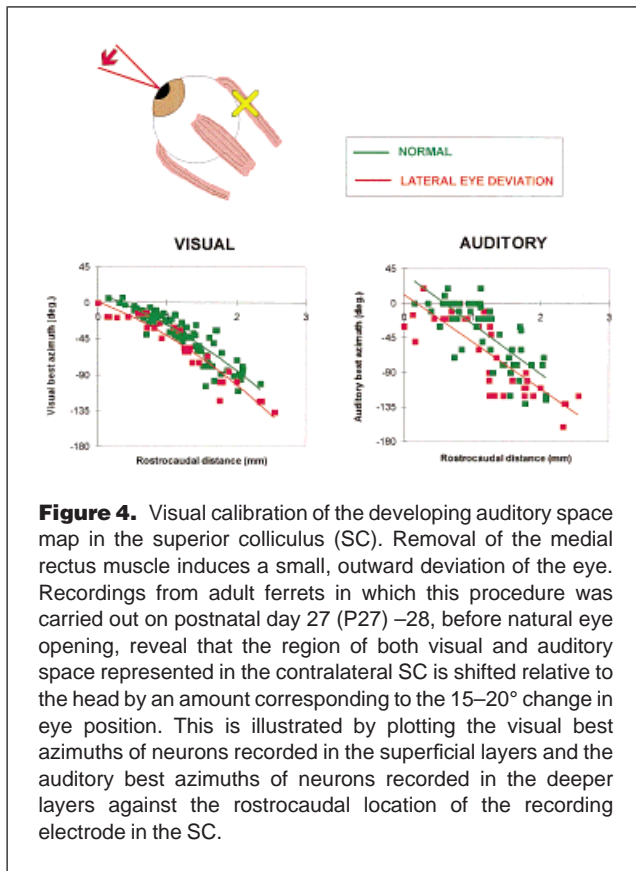 NORMAL
LATERAL EYE DEVIATION
VISUAL
45
0
-45
-90
-135
-180
1
2
3
Visual best azimuth (deg.)
Rostrocaudal distance (mm)
AUDITORY
45
0
-45
-90
-135
-180
2
3
Auditory best azimuth (deg.)
Rostrocaudal distance (mm)
Figure 4. Visual calibration of the developing auditory space
map in the superior colliculus (SC). Removal of the medial
rectus muscle induces a small, outward deviation of the eye.
Recordings from adult ferrets in which this procedure was
carried out on postnatal day 27 (P27) –28, before natural eye
opening, reveal that the region of both visual and auditory
space represented in the contralateral SC is shifted relative to
the head by an amount corresponding to the 15–20° change in
eye position. This is illustrated by plotting the visual best
azimuths of neurons recorded in the superficial layers and the
auditory best azimuths of neurons recorded in the deeper
layers against the rostrocaudal location of the recording
electrode in the SC.